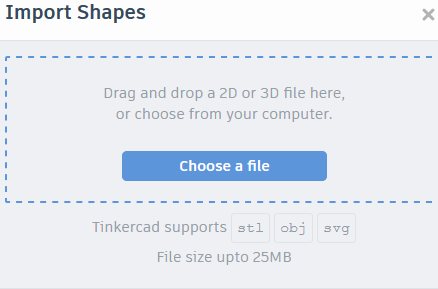 Import Shapes
Drag and drop a 2D or 3D file here,
or choose from your computer.
Choose a file
Tinkercad supports stl obj svg
File size upto 25MB